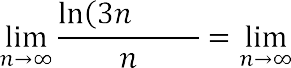 lim n→∞ ln(3n / n = lim n→∞